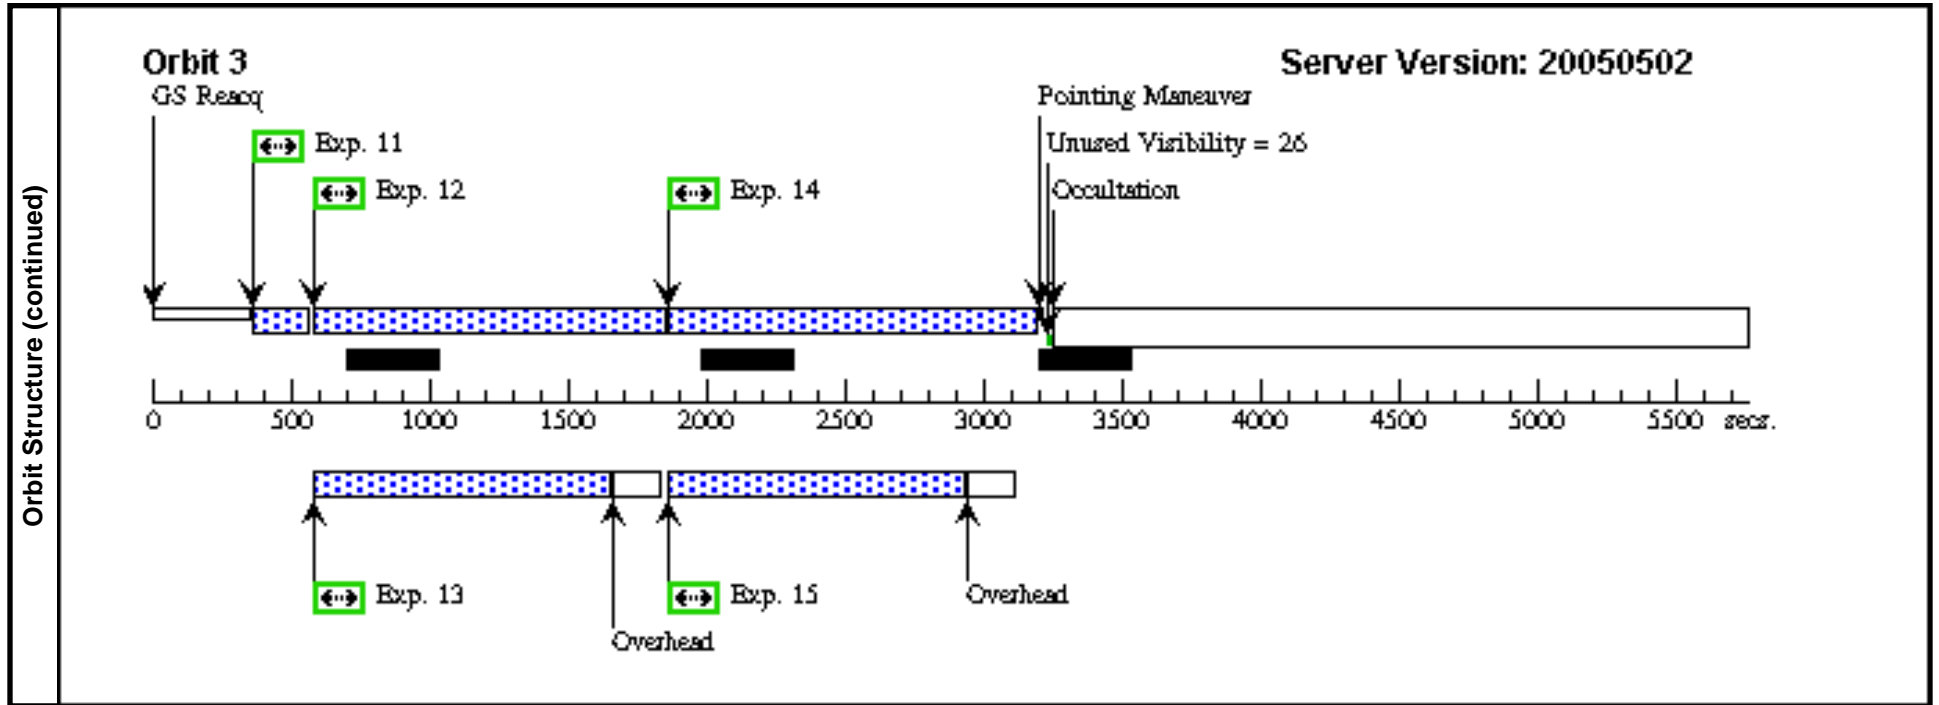 Orbit Structure (continued)
Orbit 3
Server Version: 20050502
GS Reacq
Pointing Maneuver
Exp. 11
Unused Visibility = 26
Exp. 12
Exp. 14
Occultation
0 500 1000 1500 2000 2500 3000 3500 4000 4500 5000 5500 secs.
Exp. 13
Exp. 15
Overhead
Overhead